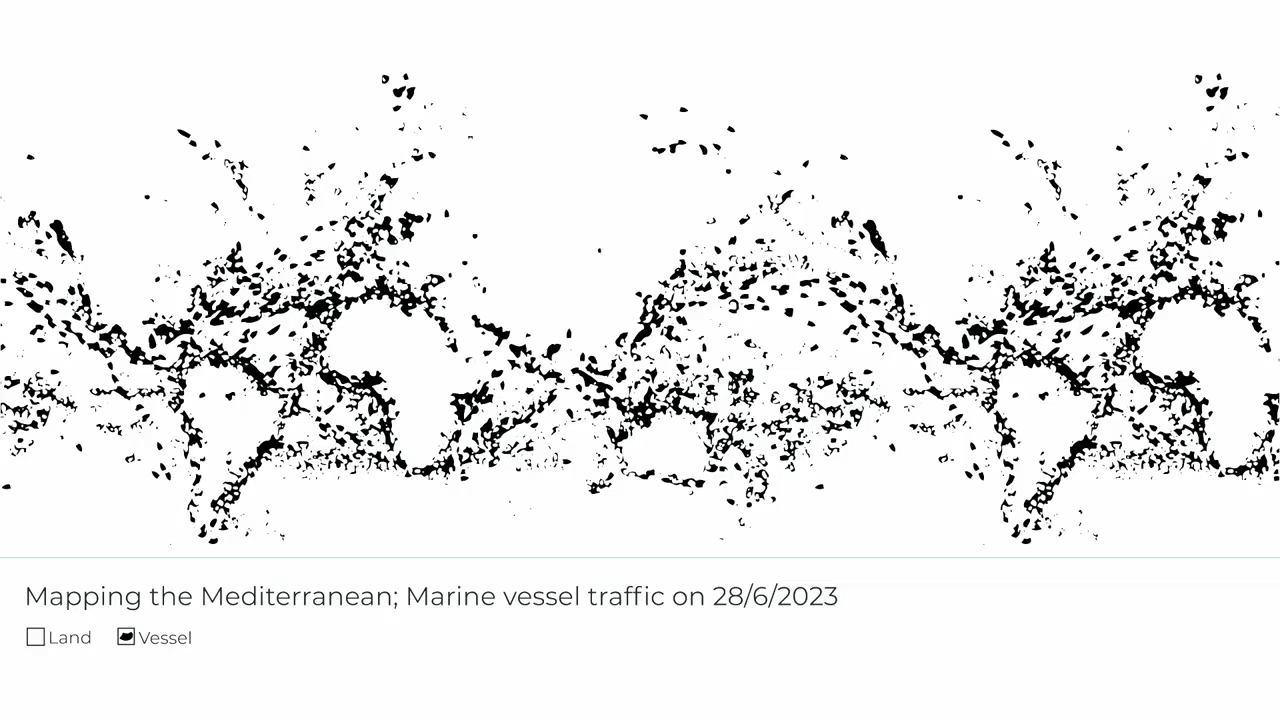 Mapping the Mediterranean; Marine vessel traffic on 28/6/2023
Land Vessel